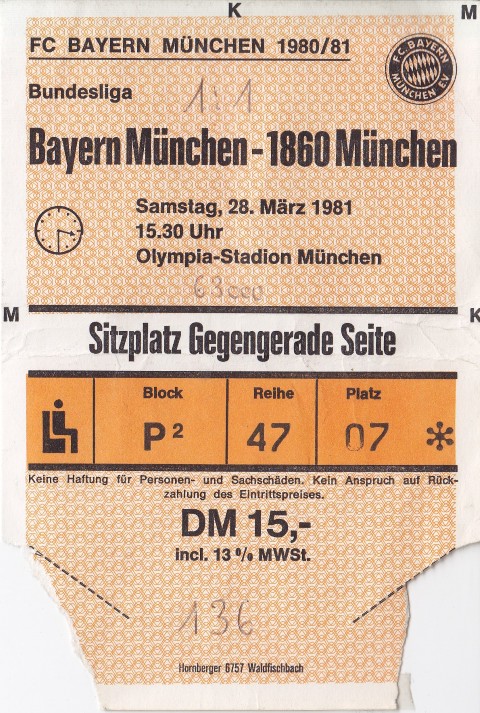 K
M
FC BAYERN MÜNCHEN 1980/81
FC. BAYERN
MÜNCHEN EV
Bundesliga 1:1
Bayern München - 1860 München
Samstag, 28. März 1981
15.30 Uhr
Olympia-Stadion München
63000
M
K
Sitzplatz Gegengerade Seite
Block Reihe Platz
P² 47 07
Keine Haftung für Personen- und Sachschäden. Kein Anspruch auf Rück-
zahlung des Eintrittspreises.
DM 15,-
incl. 13 % MWSt.
136
Hornberger 6757 Waldfischbach